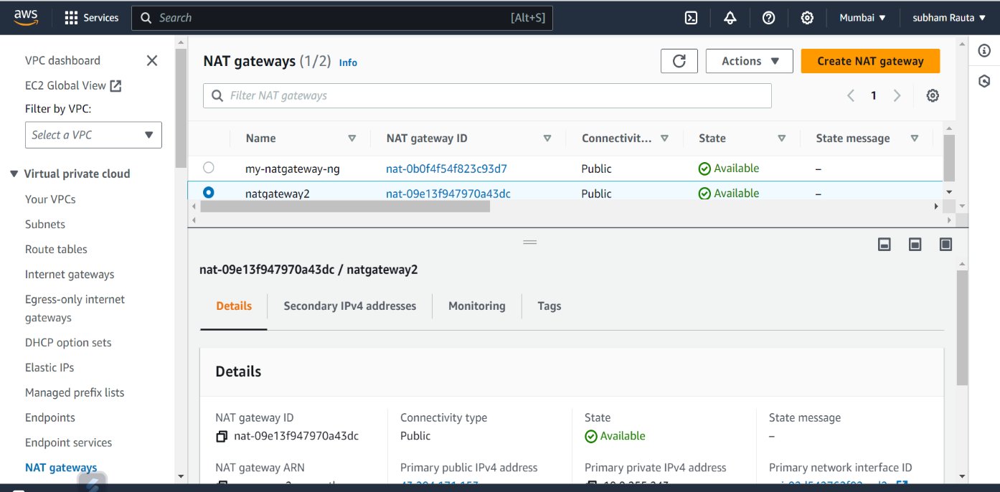 aws Services Search [Alt+S] Mumbai subham Rauta
VPC dashboard
EC2 Global View
Filter by VPC:
Select a VPC
Virtual private cloud
Your VPCs
Subnets
Route tables
Internet gateways
Egress-only internet
gateways
DHCP option sets
Elastic IPs
Managed prefix lists
Endpoints
Endpoint services
NAT gateways
NAT gateways (1/2) Info Actions Create NAT gateway
Filter NAT gateways 1
Name NAT gateway ID Connectivit... State State message
my-natgateway-ng nat-0b0f4f54f823c93d7 Public Available –
natgateway2 nat-09e13f947970a43dc Public Available –
nat-09e13f947970a43dc / natgateway2
Details Secondary IPv4 addresses Monitoring Tags
Details
NAT gateway ID Connectivity type State State message
nat-09e13f947970a43dc Public Available –
NAT gateway ARN Primary public IPv4 address Primary private IPv4 address Primary network interface ID